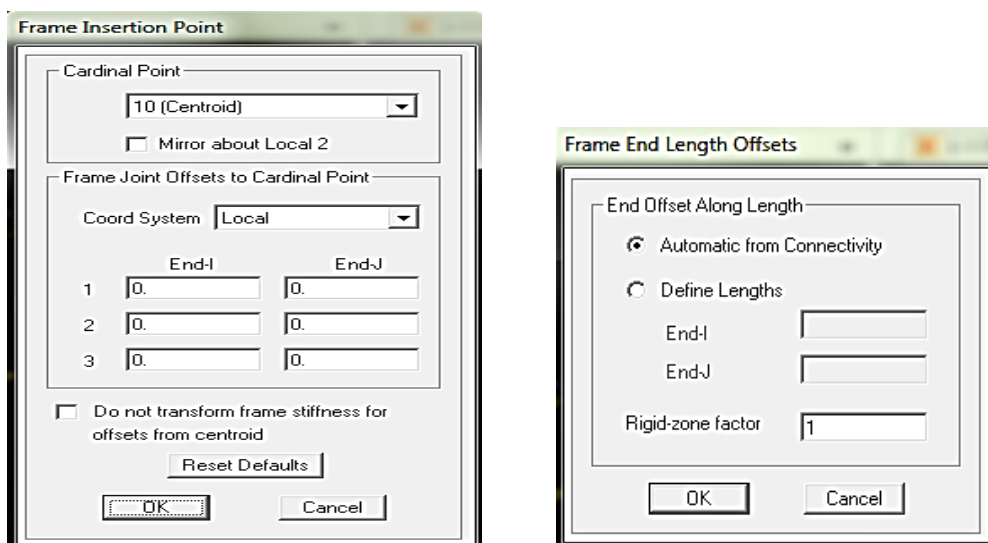 Frame Insertion Point
Cardinal Point
10 (Centroid)
Mirror about Local 2
Frame Joint Offsets to Cardinal Point
Coord System Local
End-I End-J
1 0. 0.
2 0. 0.
3 0. 0.
Do not transform frame stiffness for
offsets from centroid
Reset Defaults
OK Cancel
Frame End Length Offsets
End Offset Along Length
Automatic from Connectivity
Define Lengths
End-I
End-J
Rigid-zone factor 1
OK Cancel